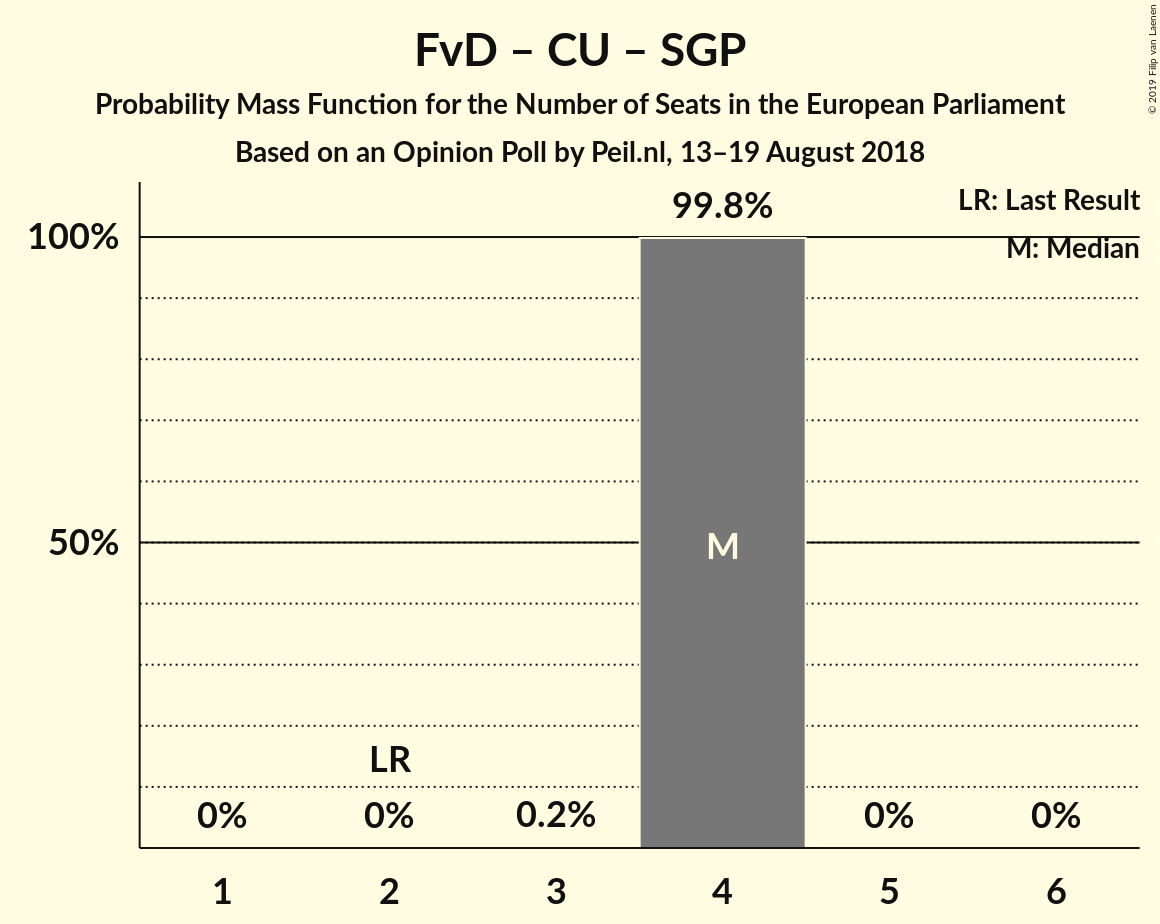 FvD – CU – SGP
Probability Mass Function for the Number of Seats in the European Parliament
Based on an Opinion Poll by Peil.nl, 13–19 August 2018
© 2019 Filip van Laenen
LR: Last Result
M: Median
99.8%
100%
50%
M
LR
0%
0%
0.2%
0%
0%
1
2
3
4
5
6